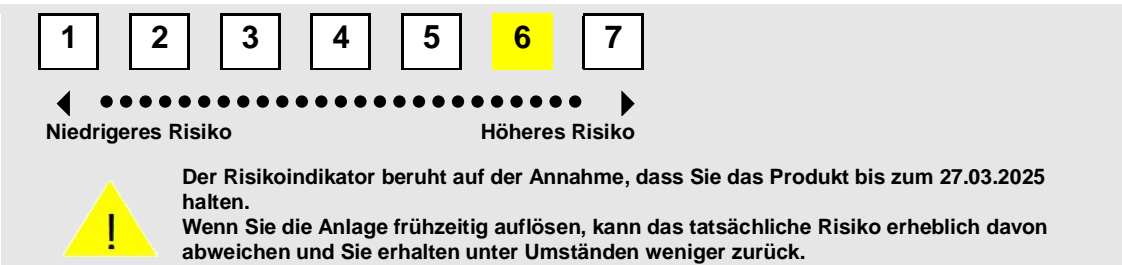 1 2 3 4 5 6 7
Niedrigeres Risiko Höheres Risiko
Der Risikoindikator beruht auf der Annahme, dass Sie das Produkt bis zum 27.03.2025
halten.
Wenn Sie die Anlage frühzeitig auflösen, kann das tatsächliche Risiko erheblich davon
abweichen und Sie erhalten unter Umständen weniger zurück.
!